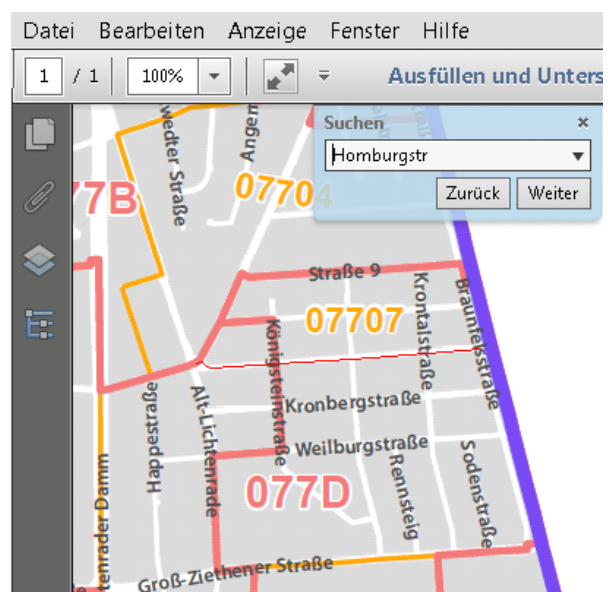 Datei Bearbeiten Anzeige Fenster Hilfe
1 / 1 100% Ausfüllen und Unters
Suchen
Homburgstr
Zurück Weiter
wedter Straße
Angerm
77B
07704
Straße 9
07707
Krontalstraße
Braunfelsstraße
Königsteinstraße
Kronbergstraße
Alt-Lichtenrade
Happestraße
Weilburgstraße
077D
Rennsteig
Sodenstraße
tenrader Damm
Groß-Ziethener Straße